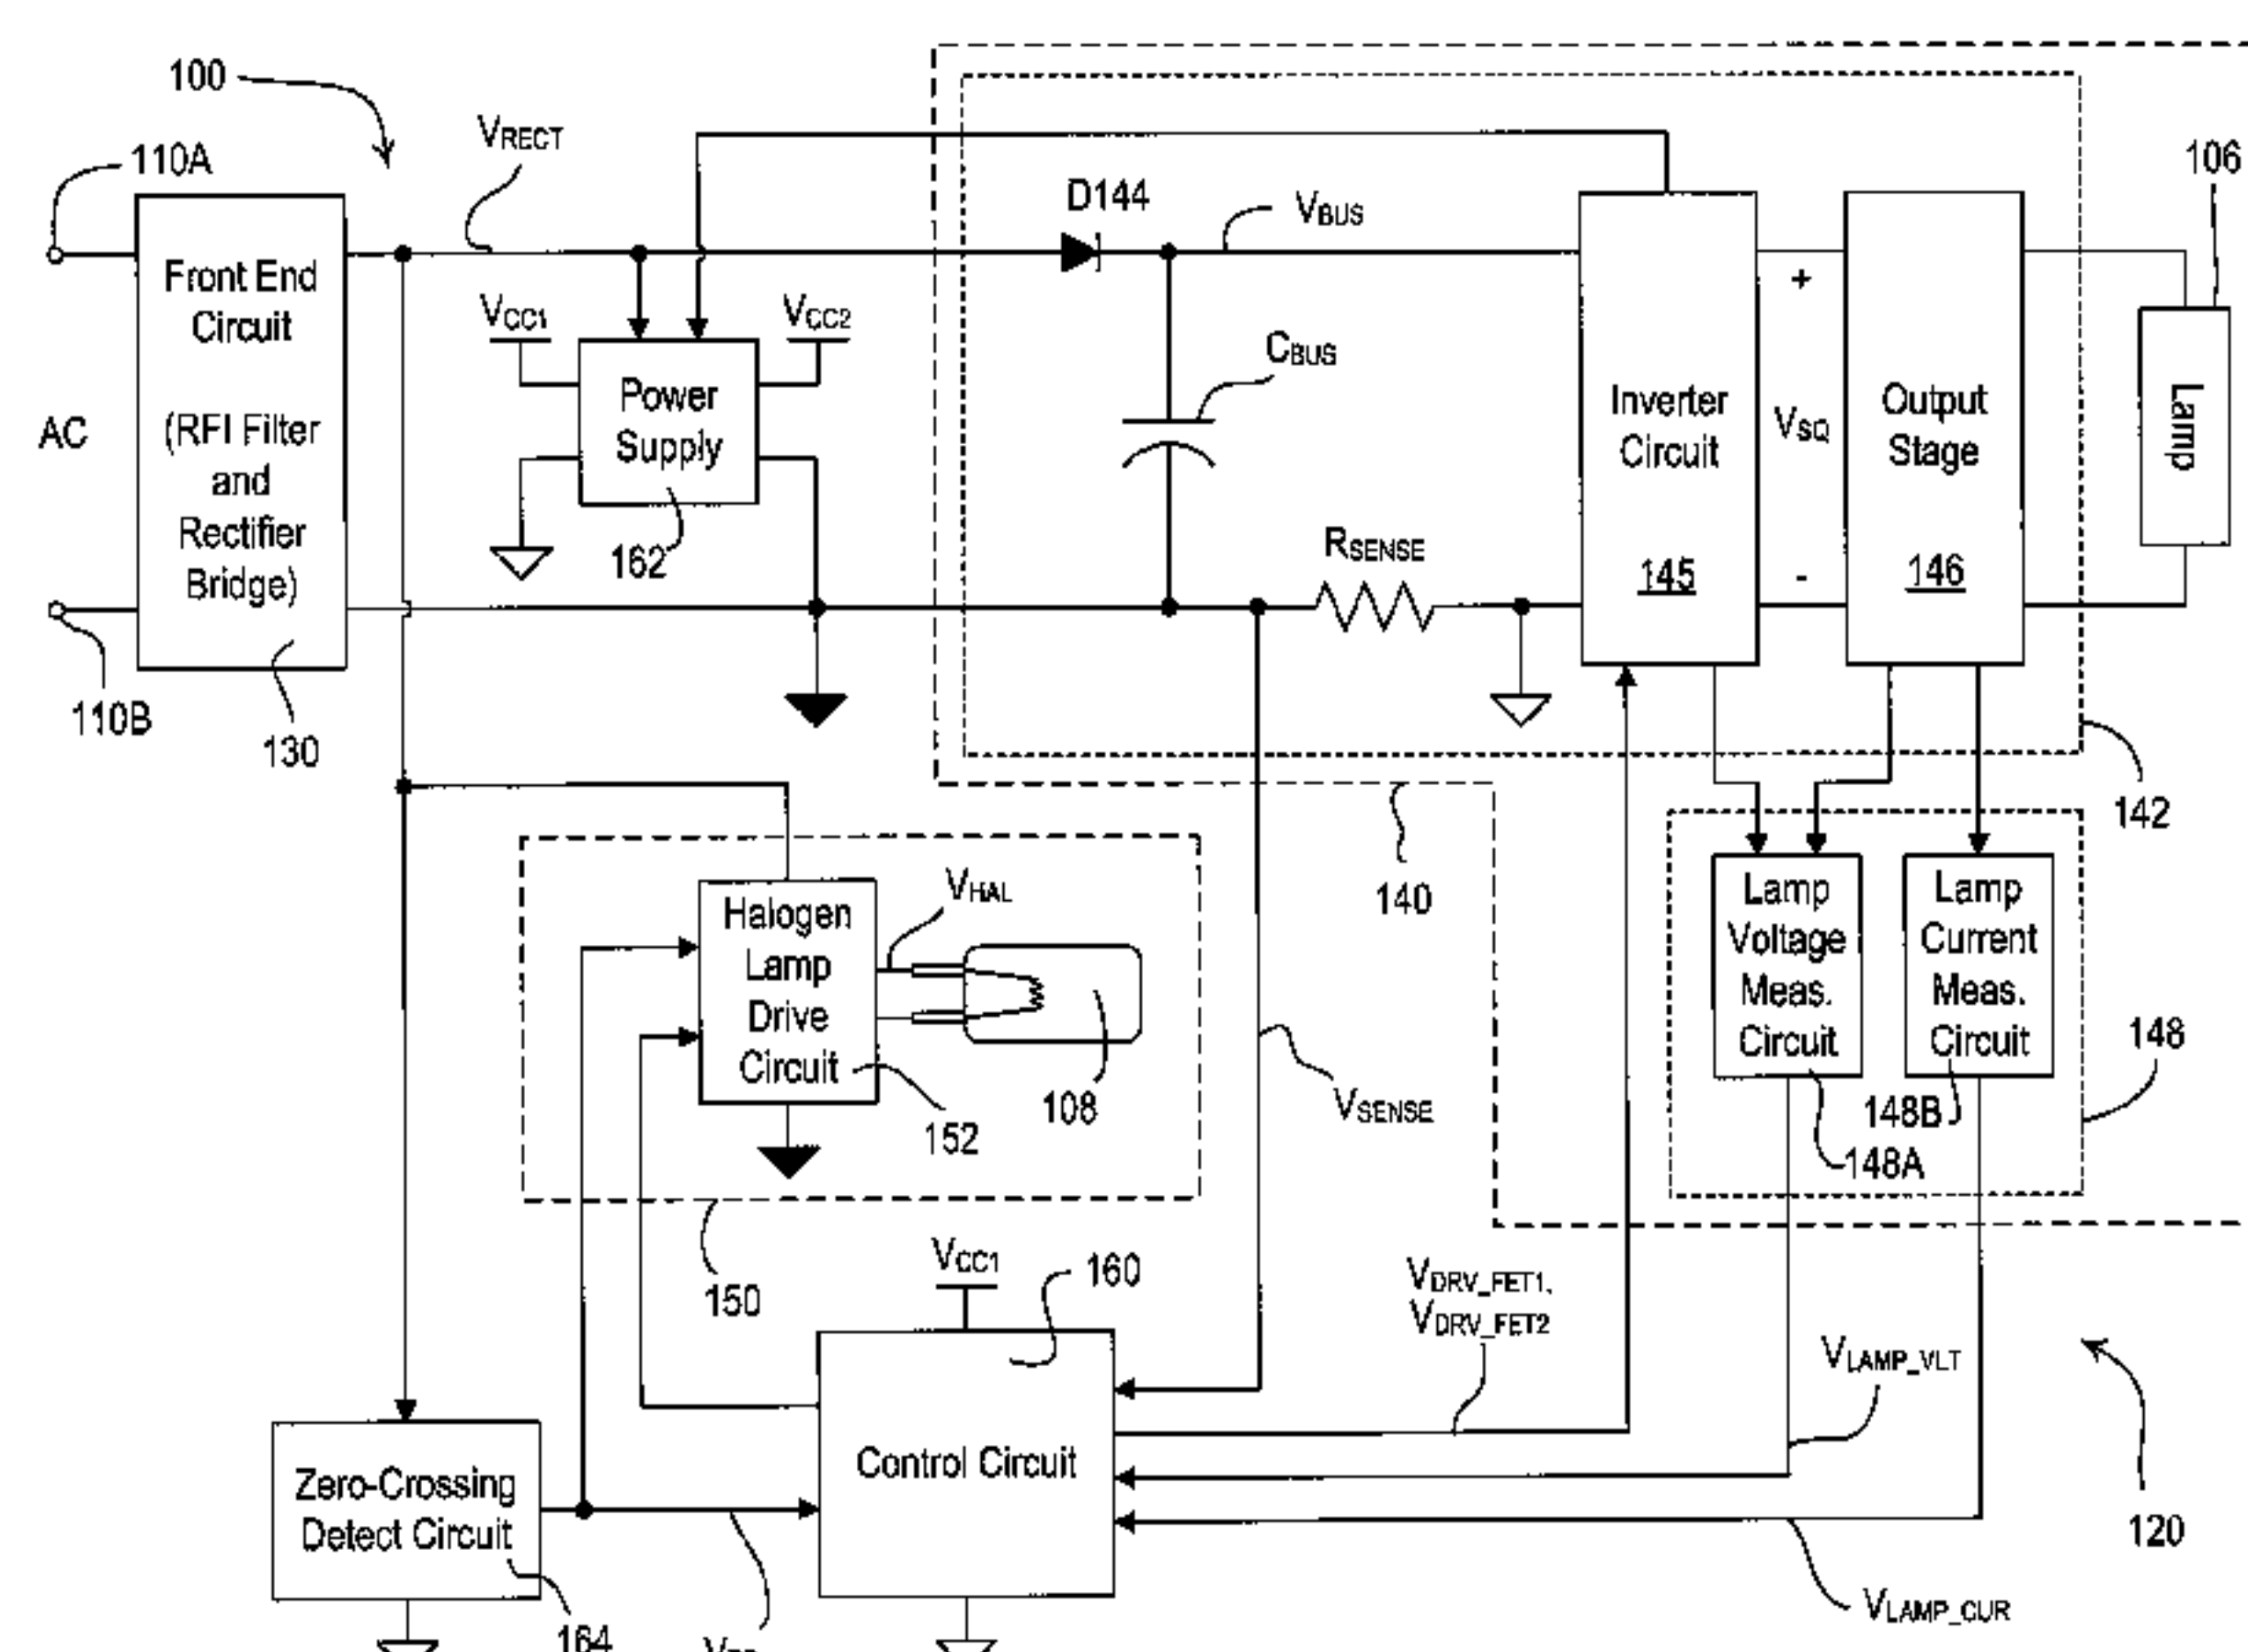 100
VRECT
110A
D144
VBUS
106
Front End
Circuit
(RFI Filter
and
Rectifier
Bridge)
AC
VCC1
VCC2
Power
Supply
162
CBUS
RSENSE
Inverter
Circuit
145
+
VSQ
-
Output
Stage
146
Lamp
110B
130
142
140
Halogen
Lamp
Drive
Circuit
152
VHAL
108
VSENSE
Lamp
Voltage
Meas.
Circuit
148A
Lamp
Current
Meas.
Circuit
148B
148
150
VCC1
160
VDRV_FET1,
VDRV_FET2
VLAMP_VLT
Control Circuit
Zero-Crossing
Detect Circuit
164
120
VLAMP_CUR